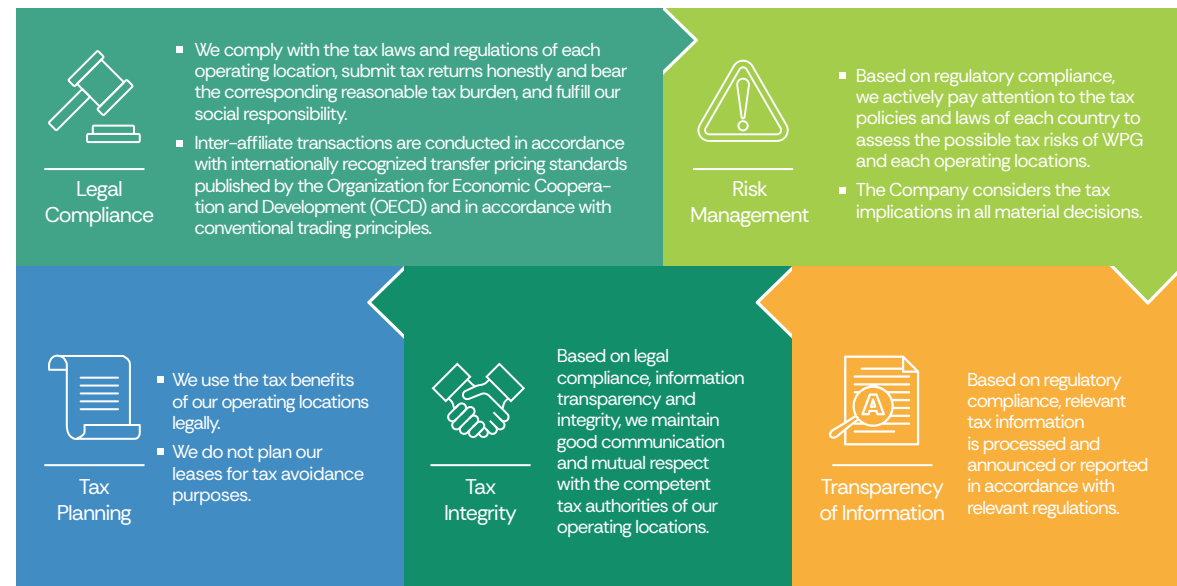 Legal
Compliance
▪ We comply with the tax laws and regulations of each
operating location, submit tax returns honestly and bear
the corresponding reasonable tax burden, and fulfill our
social responsibility.
▪ Inter-affiliate transactions are conducted in accordance
with internationally recognized transfer pricing standards
published by the Organization for Economic Coopera-
tion and Development (OECD) and in accordance with
conventional trading principles.
Risk
Management
▪ Based on regulatory compliance,
we actively pay attention to the tax
policies and laws of each country to
assess the possible tax risks of WPG
and each operating locations.
▪ The Company considers the tax
implications in all material decisions.
Tax
Planning
▪ We use the tax benefits
of our operating locations
legally.
▪ We do not plan our
leases for tax avoidance
purposes.
Tax
Integrity
Based on legal
compliance, information
transparency and
integrity, we maintain
good communication
and mutual respect
with the competent
tax authorities of our
operating locations.
A
Transparency
of Information
Based on regulatory
compliance, relevant
tax information
is processed and
announced or reported
in accordance with
relevant regulations.